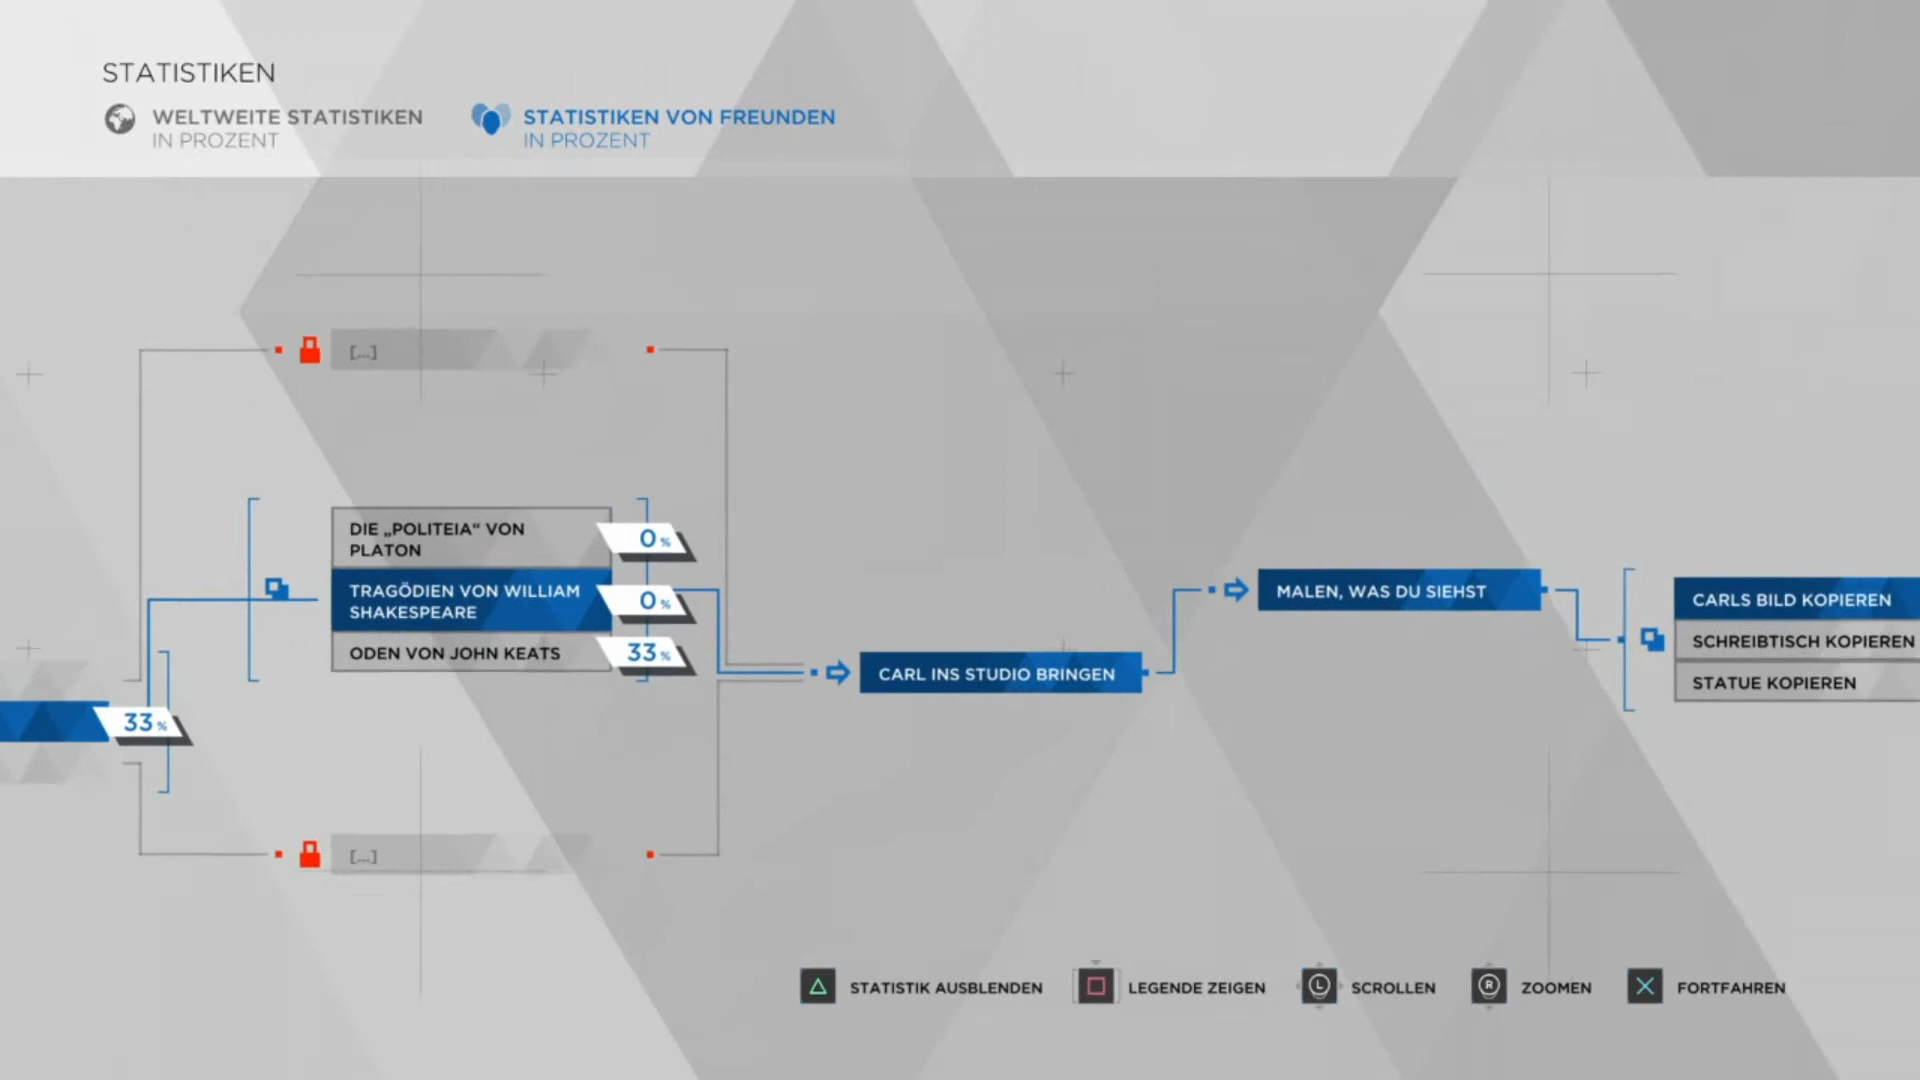 STATISTIKEN
WELTWEITE STATISTIKEN
IN PROZENT
STATISTIKEN VON FREUNDEN
IN PROZENT
[...]
DIE „POLITEIA“ VON
PLATON
0 %
TRAGÖDIEN VON WILLIAM
SHAKESPEARE
0 %
ODEN VON JOHN KEATS
33 %
33 %
[...]
CARL INS STUDIO BRINGEN
MALEN, WAS DU SIEHST
CARLS BILD KOPIEREN
SCHREIBTISCH KOPIEREN
STATUE KOPIEREN
STATISTIK AUSBLENDEN
LEGENDE ZEIGEN
L
SCROLLEN
R
ZOOMEN
FORTFAHREN